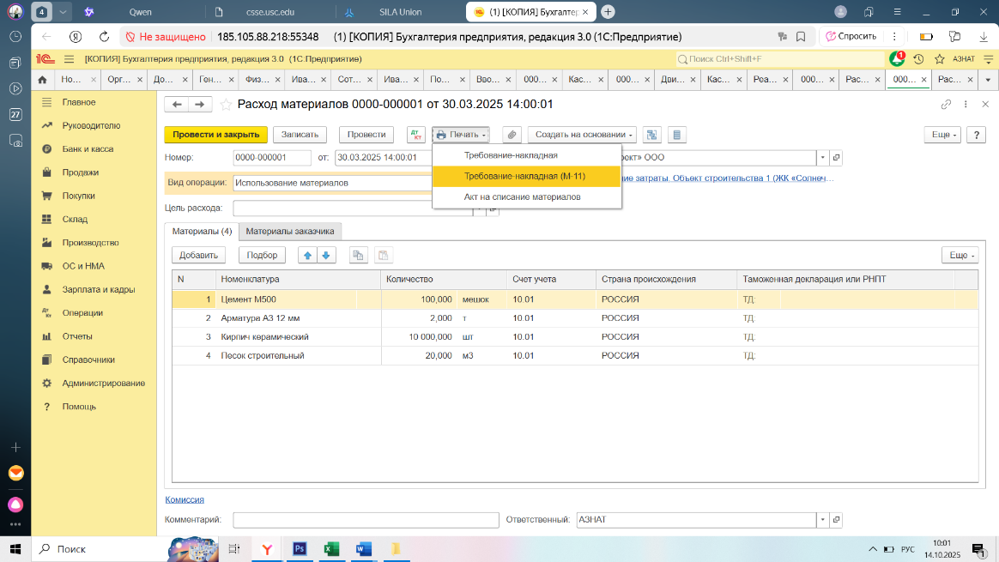 4
Qwen
csse.usc.edu
SILA Union
(1) [КОПИЯ] Бухгалтер
Не защищено
185.105.88.218:55348
(1) [КОПИЯ] Бухгалтерия предприятия, редакция 3.0 (1С:Предприятие)
Спросить
[КОПИЯ] Бухгалтерия предприятия, редакция 3.0 (1С:Предприятие)
Поиск Ctrl+Shift+F
1
АЗНАТ
Но...
Орг...
До...
Ген...
Физ...
Ива...
Сот...
Ива...
По...
Вво...
000...
Кас...
000...
Дви...
Кас...
Реа...
000...
Рас...
000...
Рас...
27
Главное
Руководителю
Банк и касса
Продажи
Покупки
Склад
Производство
ОС и НМА
Зарплата и кадры
Операции
Отчеты
Справочники
Администрирование
Помощь
Расход материалов 0000-000001 от 30.03.2025 14:00:01
Провести и закрыть
Записать
Провести
Дт Кт
Печать
Создать на основании
Еще
?
Требование-накладная
Требование-накладная (М-11)
Акт на списание материалов
Номер:
0000-000001
от:
30.03.2025 14:00:01
ект» ООО
Вид операции:
Использование материалов
ие затраты, Объект строительства 1 (ЖК «Солнеч...
Цель расхода:
Материалы (4)
Материалы заказчика
Добавить
Подбор
Еще
N Номенклатура Количество Счет учета Страна происхождения Таможенная декларация или РНПТ
1 Цемент М500 100,000 мешок 10.01 РОССИЯ ТД:
2 Арматура А3 12 мм 2,000 т 10.01 РОССИЯ ТД:
3 Кирпич керамический 10 000,000 шт 10.01 РОССИЯ ТД:
4 Песок строительный 20,000 м3 10.01 РОССИЯ ТД:
Комиссия
Комментарий:
Ответственный:
АЗНАТ
Поиск
Ps
РУС
10:01
14.10.2025
1